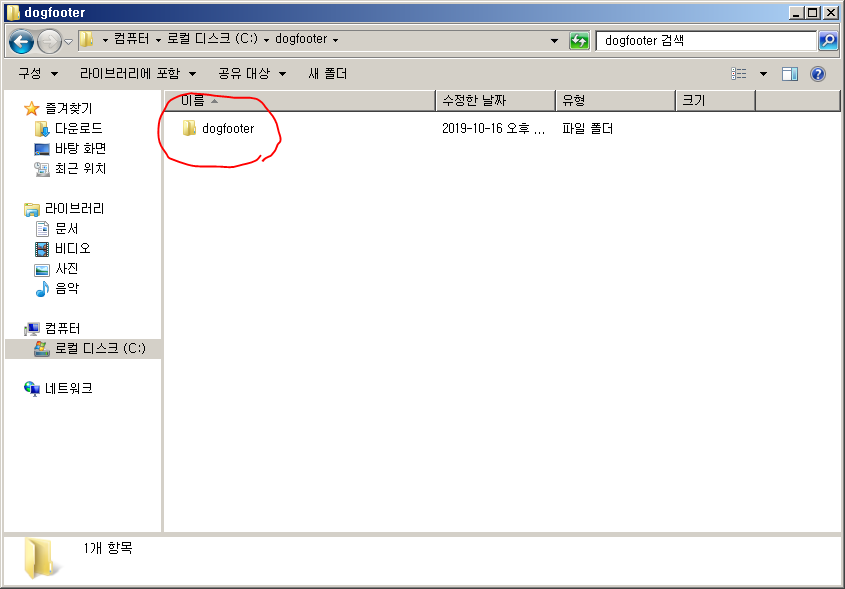 dogfooter
컴퓨터 로컬 디스크 (C:) dogfooter
dogfooter 검색
구성 라이브러리에 포함 공유 대상 새 폴더
이름 수정한 날짜 유형 크기
dogfooter 2019-10-16 오후 ... 파일 폴더
즐겨찾기
다운로드
바탕 화면
최근 위치
라이브러리
문서
비디오
사진
음악
컴퓨터
로컬 디스크 (C:)
네트워크
1개 항목